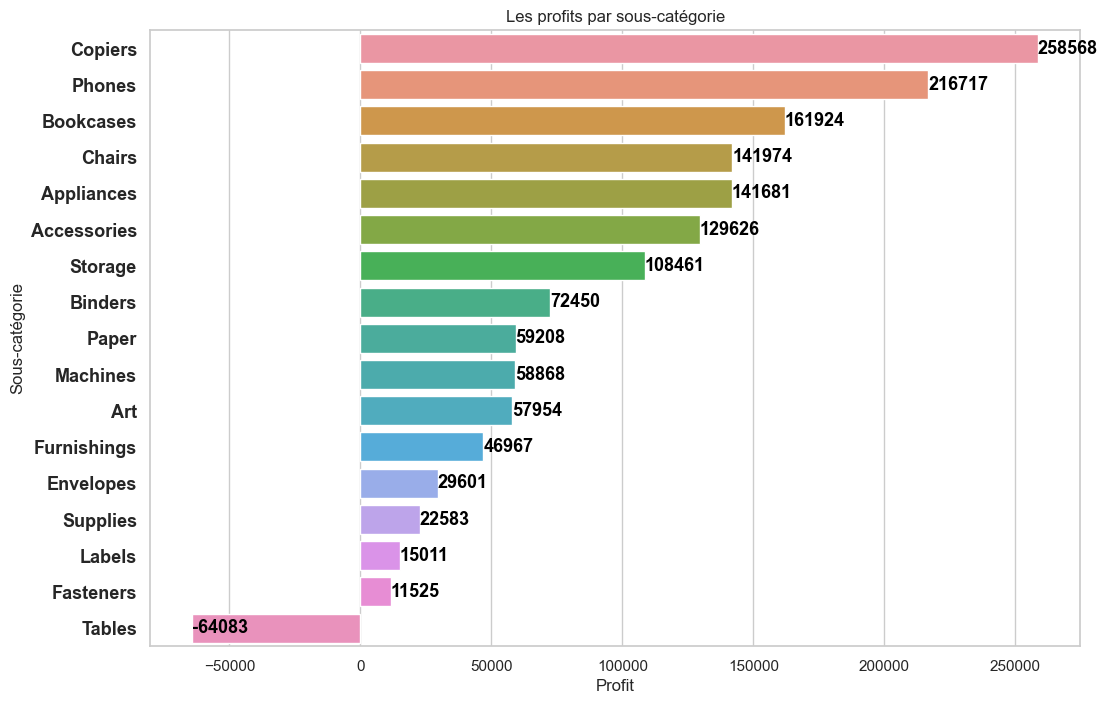 Les profits par sous-catégorie
Sous-catégorie
Copiers 258568
Phones 216717
Bookcases 161924
Chairs 141974
Appliances 141681
Accessories 129626
Storage 108461
Binders 72450
Paper 59208
Machines 58868
Art 57954
Furnishings 46967
Envelopes 29601
Supplies 22583
Labels 15011
Fasteners 11525
Tables -64083
−50000 0 50000 100000 150000 200000 250000
Profit